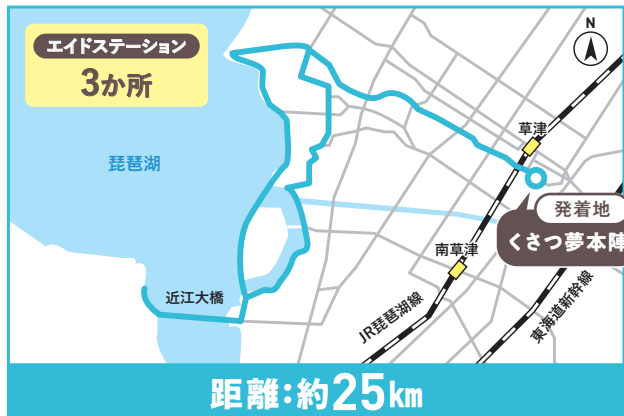 エイドステーション
3か所
N
草津
琵琶湖
発着地
くさつ夢本陣
南草津
近江大橋
JR琵琶湖線
東海道新幹線
距離:約25km